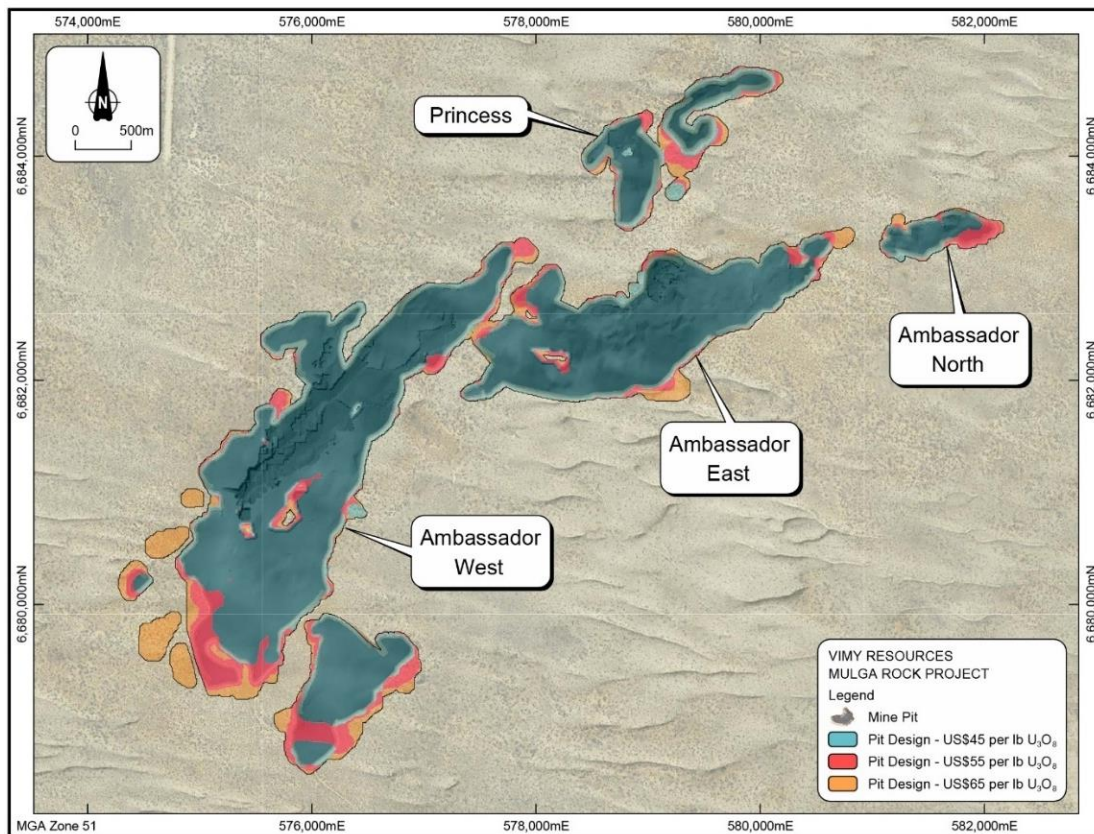 574,000mE 576,000mE 578,000mE 580,000mE 582,000mE
N
0 500m
Princess
6,684,000mN 6,684,000mN
Ambassador
North
6,682,000mN 6,682,000mN
Ambassador
East
Ambassador
West
6,680,000mN 6,680,000mN
VIMY RESOURCES
MULGA ROCK PROJECT
Legend
Mine Pit
Pit Design - US$45 per lb U₃O₈
Pit Design - US$55 per lb U₃O₈
Pit Design - US$65 per lb U₃O₈
MGA Zone 51
576,000mE 578,000mE 580,000mE 582,000mE